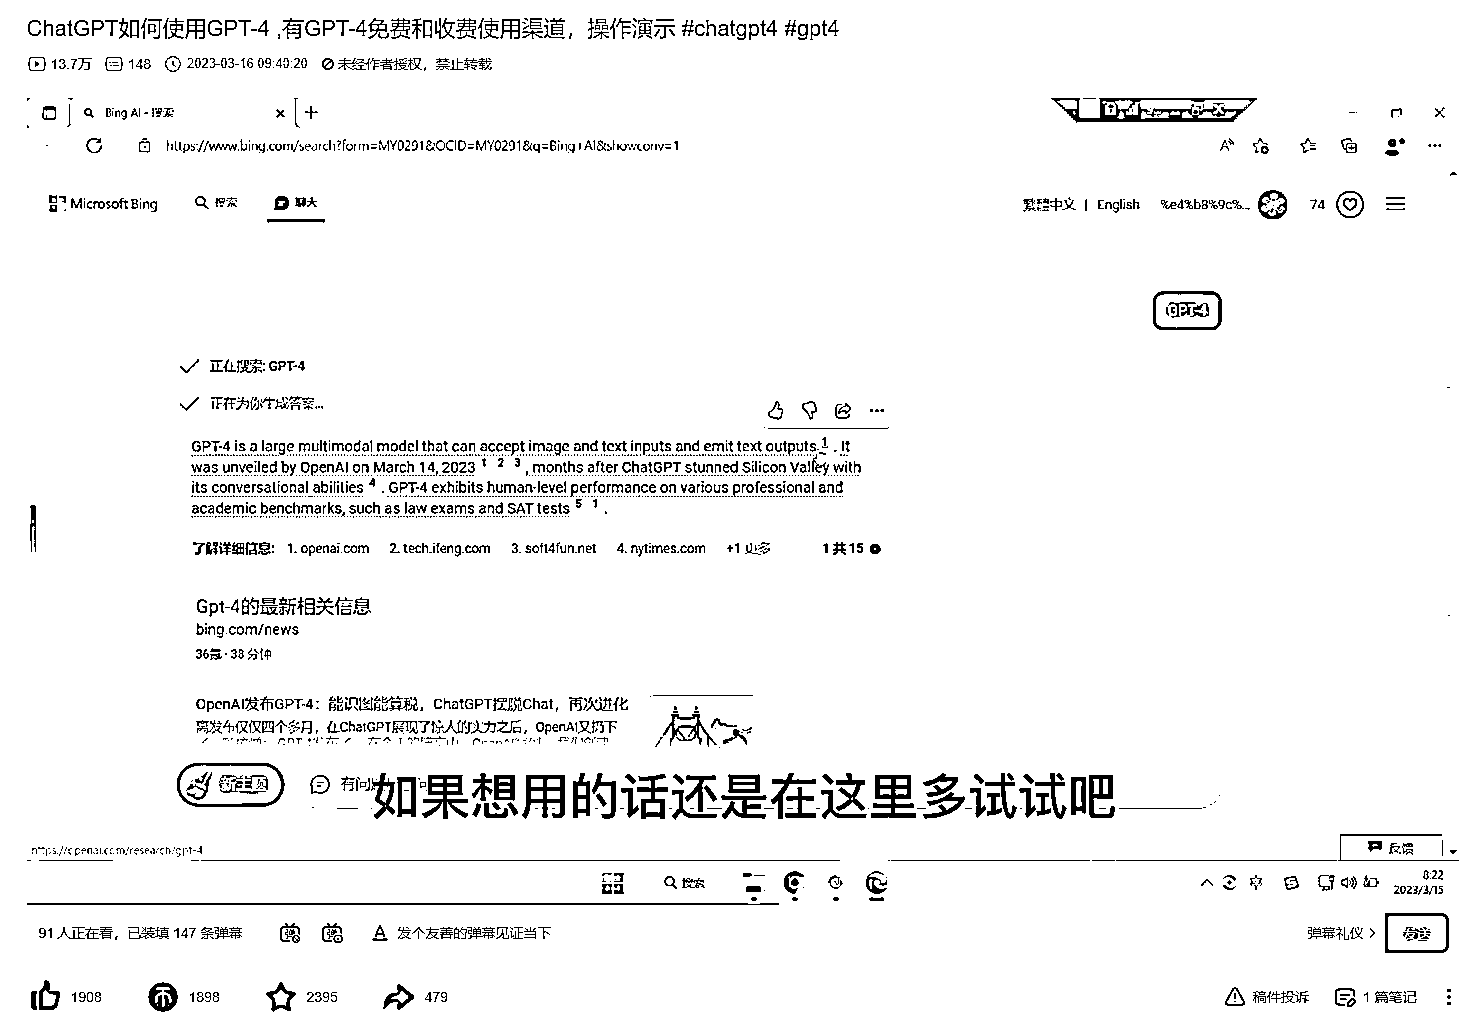 ChatGPT如何使用GPT-4 ,有GPT-4免费和收费使用渠道，操作演示 #chatgpt4 #gpt4
13.7万 148 2023-03-16 09:40:20 未经作者授权，禁止转载
Bing AI - 搜索
https://www.bing.com/search?form=MY0291&OCID=MY0291&q=Bing+AI&showconv=1
Microsoft Bing 搜索 聊天 繁體中文 | English %e4%b8%9c%... 74
GPT-4
正在搜索: GPT-4
正在为你生成答案...
GPT-4 is a large multimodal model that can accept image and text inputs and emit text outputs 1 . It
was unveiled by OpenAI on March 14, 2023 1 2 3 , months after ChatGPT stunned Silicon Valley with
its conversational abilities 4 . GPT-4 exhibits human-level performance on various professional and
academic benchmarks, such as law exams and SAT tests 5 1 .
了解详细信息: 1. openai.com 2. tech.ifeng.com 3. soft4fun.net 4. nytimes.com +1 更多 1 共 15
Gpt-4的最新相关信息
bing.com/news
36氪 · 38 分钟
OpenAI发布GPT-4：能识图能算税，ChatGPT摆脱Chat，再次进化
离发布仅仅四个多月，在ChatGPT展现了惊人的实力之后，OpenAI又扔下
新主题
如果想用的话还是在这里多试试吧
https://openai.com/research/gpt-4
反馈
搜索
8:22
2023/3/15
91 人正在看，已装填 147 条弹幕 发个友善的弹幕见证当下 弹幕礼仪 发送
1908 1898 2395 479 稿件投诉 1 篇笔记